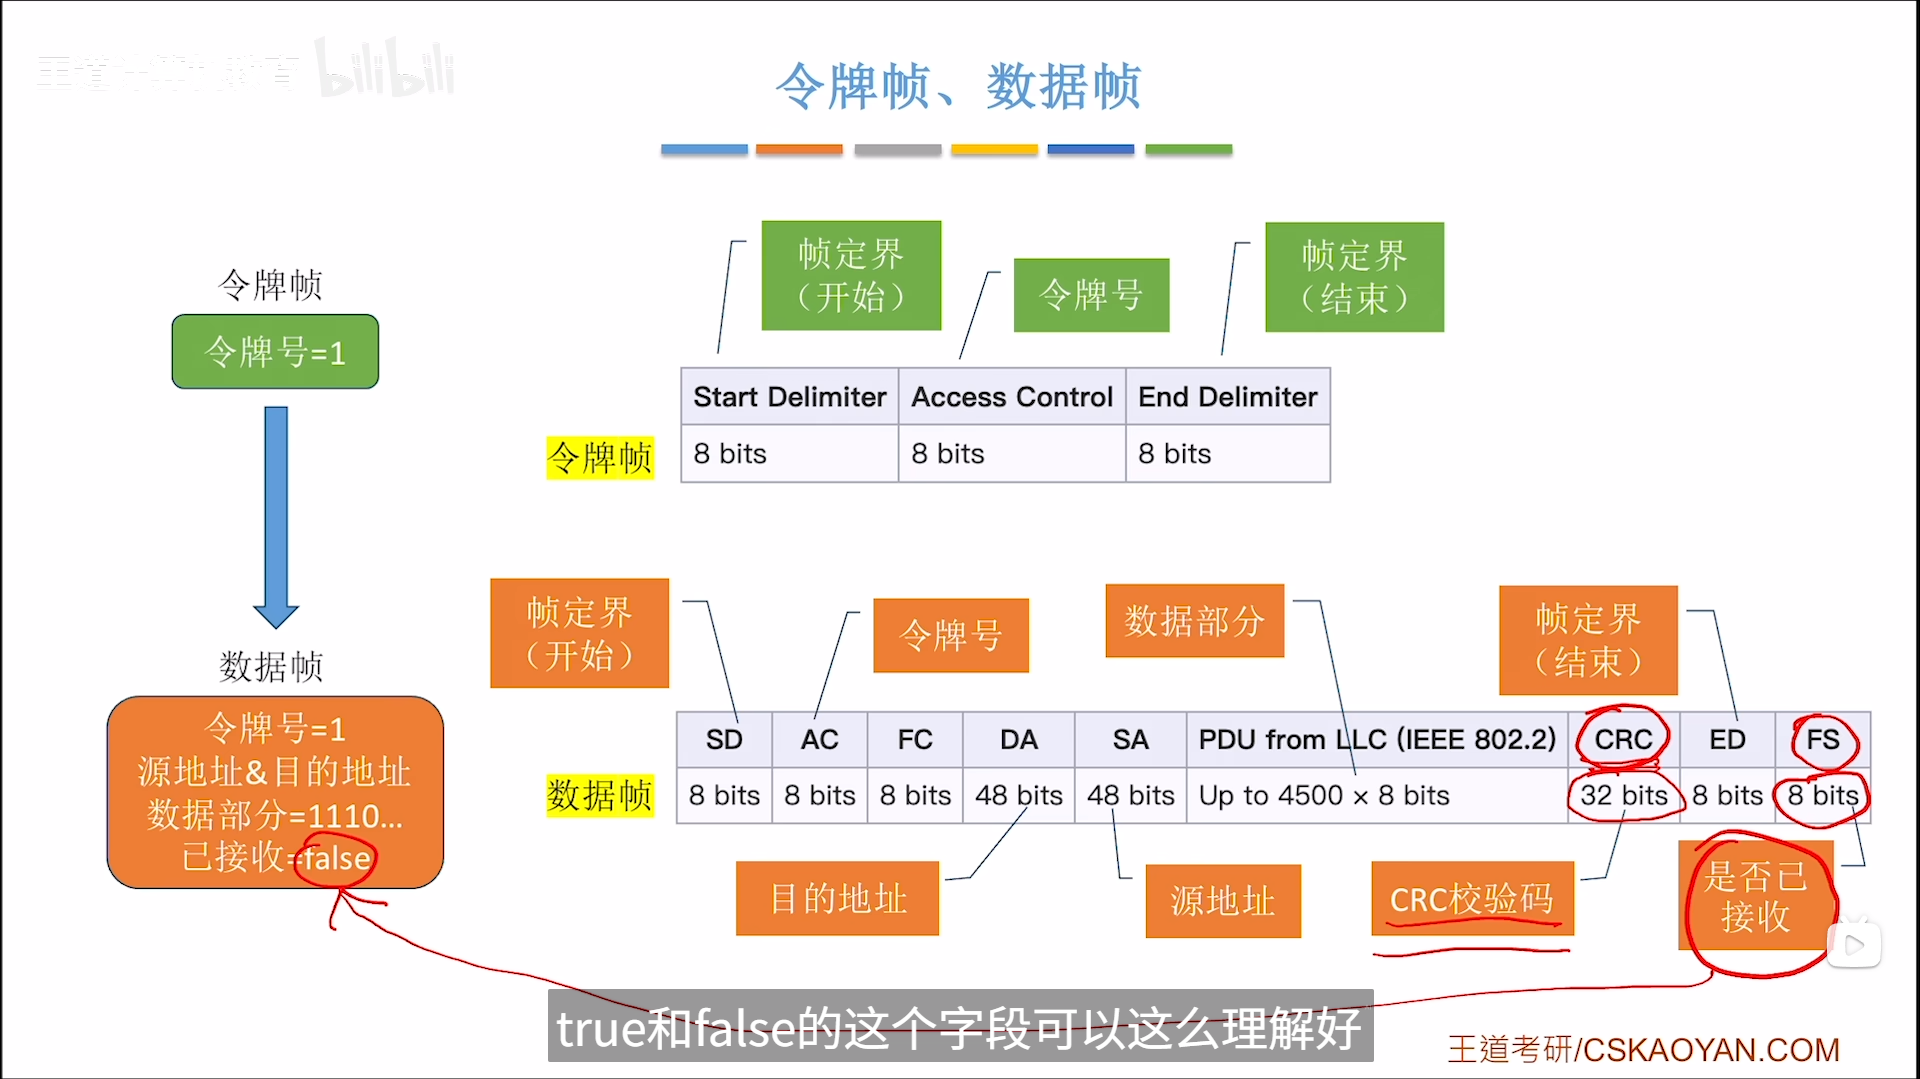 bilibili
令牌帧、数据帧
令牌帧
令牌号=1
数据帧
令牌号=1
源地址&目的地址
数据部分=1110...
已接收=false
帧定界
（开始）
令牌号
帧定界
（结束）
Start Delimiter Access Control End Delimiter
令牌帧 8 bits 8 bits 8 bits
帧定界
（开始）
令牌号
数据部分
帧定界
（结束）
SD AC FC DA SA PDU from LLC (IEEE 802.2) CRC ED FS
数据帧 8 bits 8 bits 8 bits 48 bits 48 bits Up to 4500 × 8 bits 32 bits 8 bits 8 bits
目的地址
源地址
CRC校验码
是否已
接收
true和false的这个字段可以这么理解好
王道考研/CSKAOYAN.COM